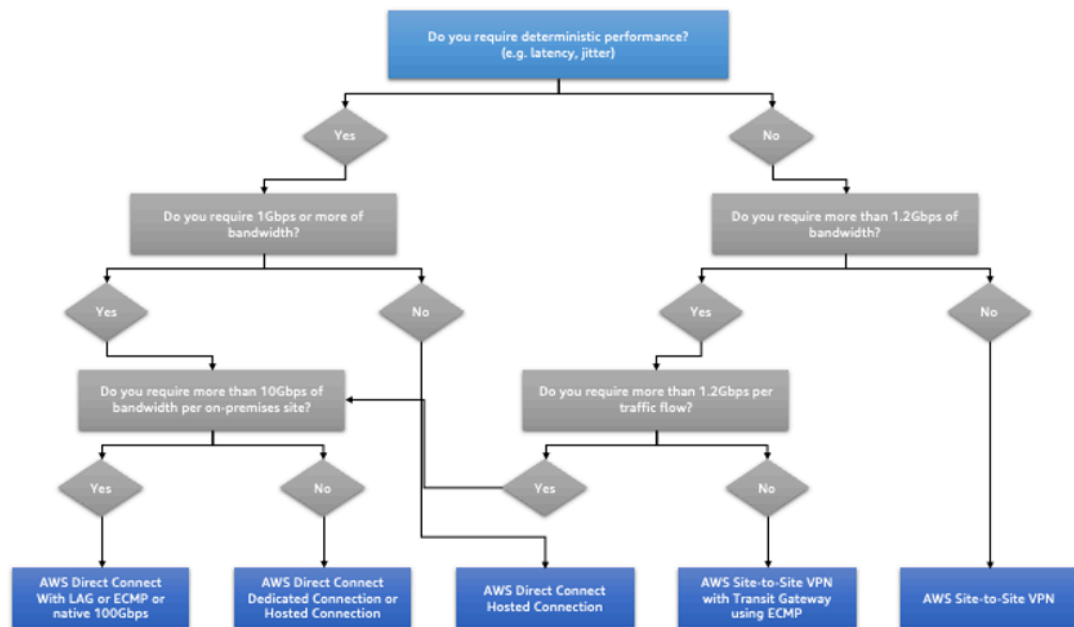 Do you require deterministic performance?
(e.g. latency, jitter)
Yes
No
Do you require 1Gbps or more of
bandwidth?
Do you require more than 1.2Gbps of
bandwidth?
Yes
No
Yes
No
Do you require more than 10Gbps of
bandwidth per on-premises site?
Do you require more than 1.2Gbps per
traffic flow?
Yes
No
Yes
No
AWS Direct Connect
With LAG or ECMP or
native 100Gbps
AWS Direct Connect
Dedicated Connection or
Hosted Connection
AWS Direct Connect
Hosted Connection
AWS Site-to-Site VPN
with Transit Gateway
using ECMP
AWS Site-to-Site VPN